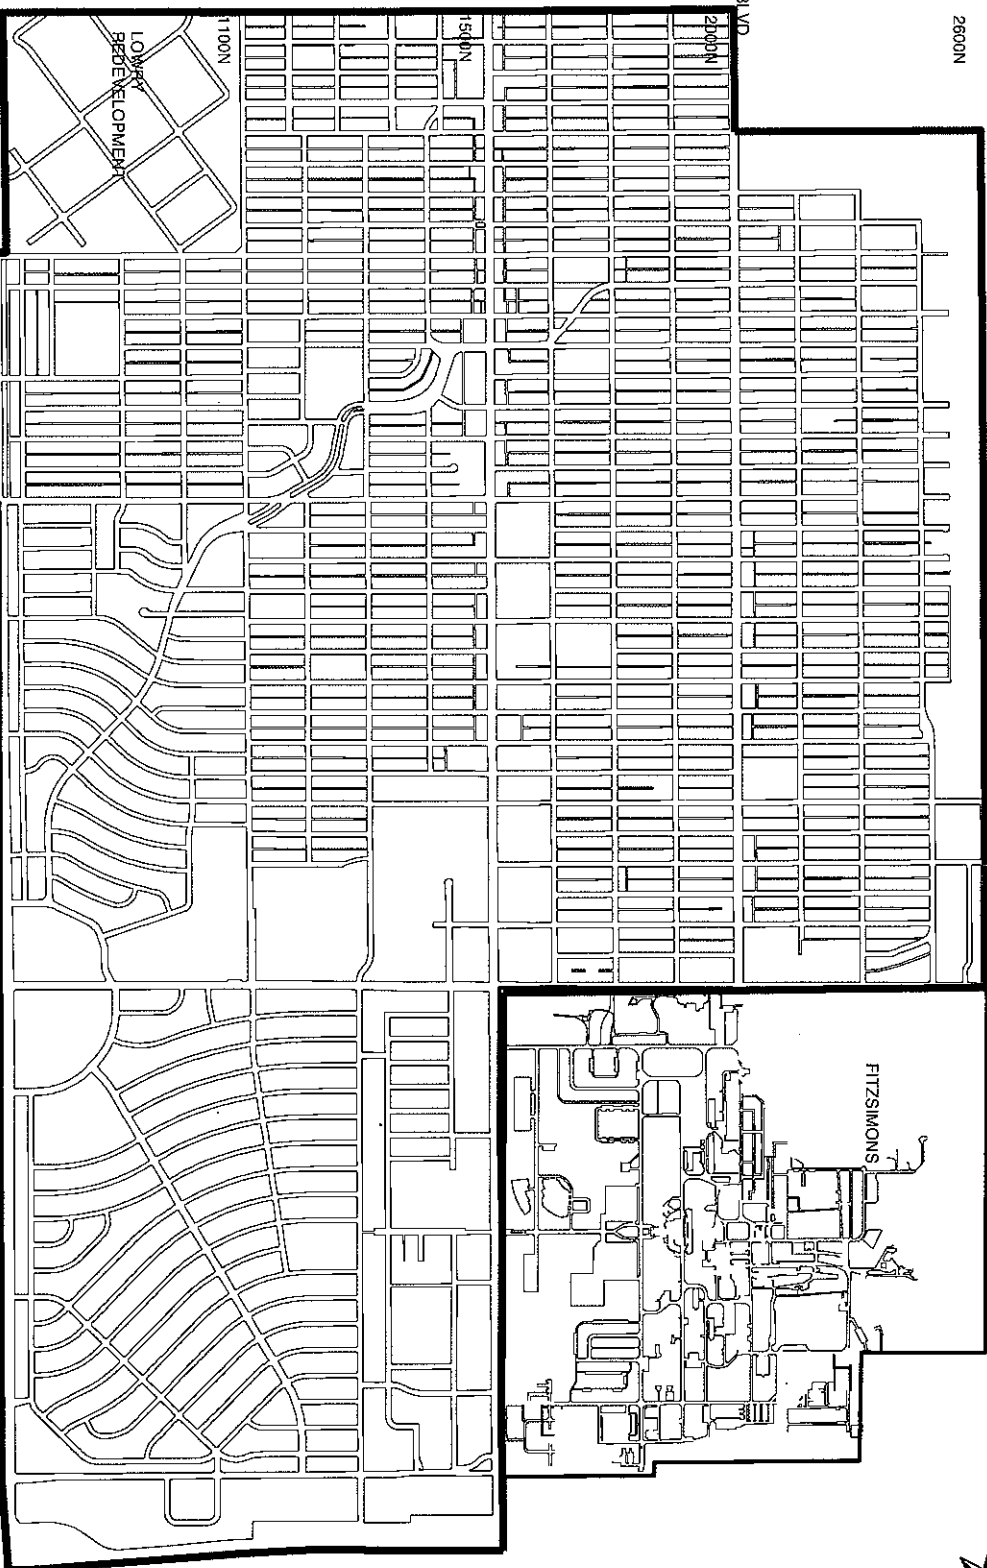 2600N
BLVD
2000N
1500N
1100N
LOWRY
REDEVELOPMENT
FITZSIMONS